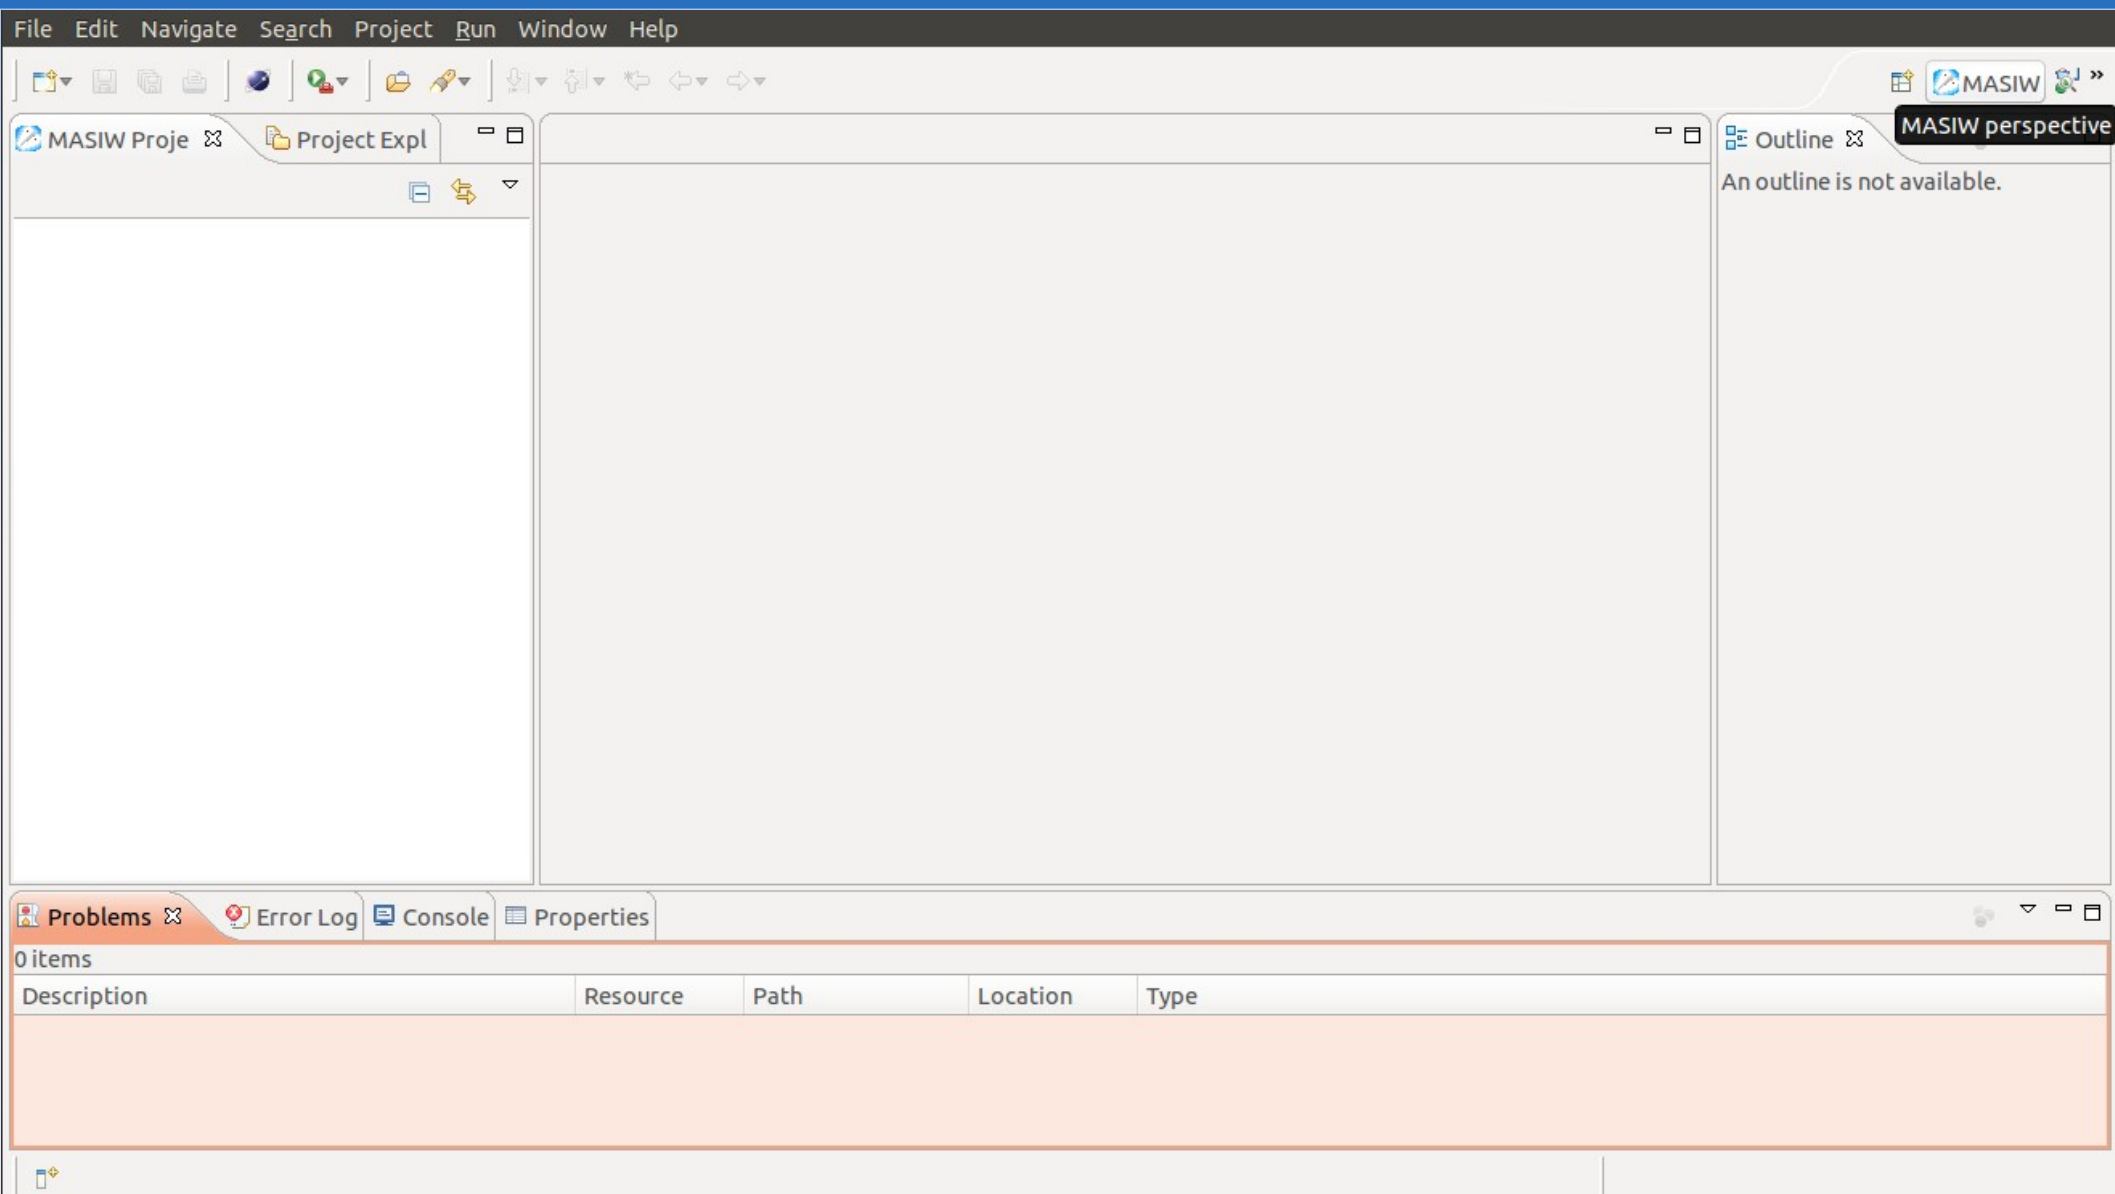 File Edit Navigate Search Project Run Window Help
MASIW
MASIW perspective
MASIW Proje Project Expl
Outline
An outline is not available.
Problems Error Log Console Properties
0 items
Description Resource Path Location Type